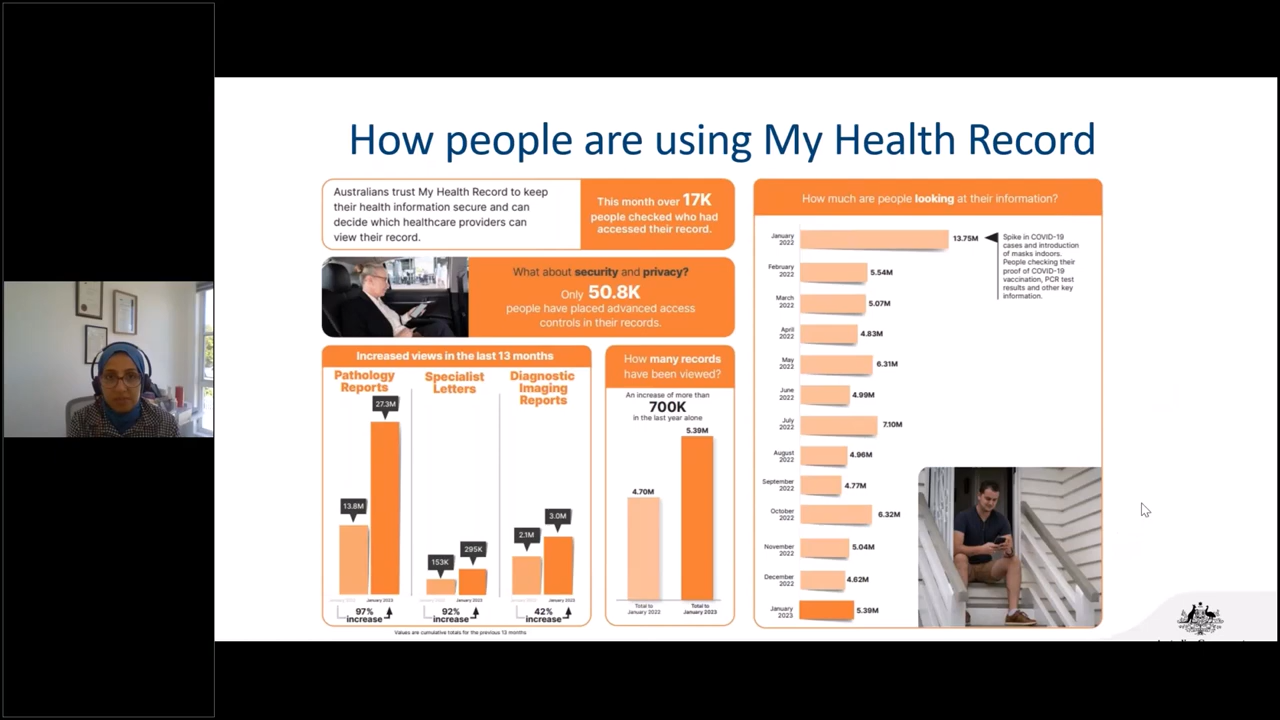 How people are using My Health Record
Australians trust My Health Record to keep
their health information secure and can
decide which healthcare providers can
view their record.
This month over 17K
people checked who had
accessed their record.
What about security and privacy?
Only 50.8K
people have placed advanced access
controls in their records.
Increased views in the last 13 months
Pathology
Reports
13.8M
27.3M
January 2023
97%
increase
Specialist
Letters
153K
295K
January 2023
92%
increase
Diagnostic
Imaging
Reports
2.1M
3.0M
January 2023
42%
increase
Values are cumulative totals for the previous 13 months
How many records
have been viewed?
An increase of more than
700K
in the last year alone
4.70M
5.39M
Total to
January 2022
Total to
January 2023
How much are people looking at their information?
January
2022
13.75M
Spike in COVID-19
cases and introduction
of masks indoors.
People checking their
proof of COVID-19
vaccination, PCR test
results and other key
information.
February
2022
5.54M
March
2022
5.07M
April
2022
4.83M
May
2022
6.31M
June
2022
4.99M
July
2022
7.10M
August
2022
4.96M
September
2022
4.77M
October
2022
6.32M
November
2022
5.04M
December
2022
4.62M
January
2023
5.39M